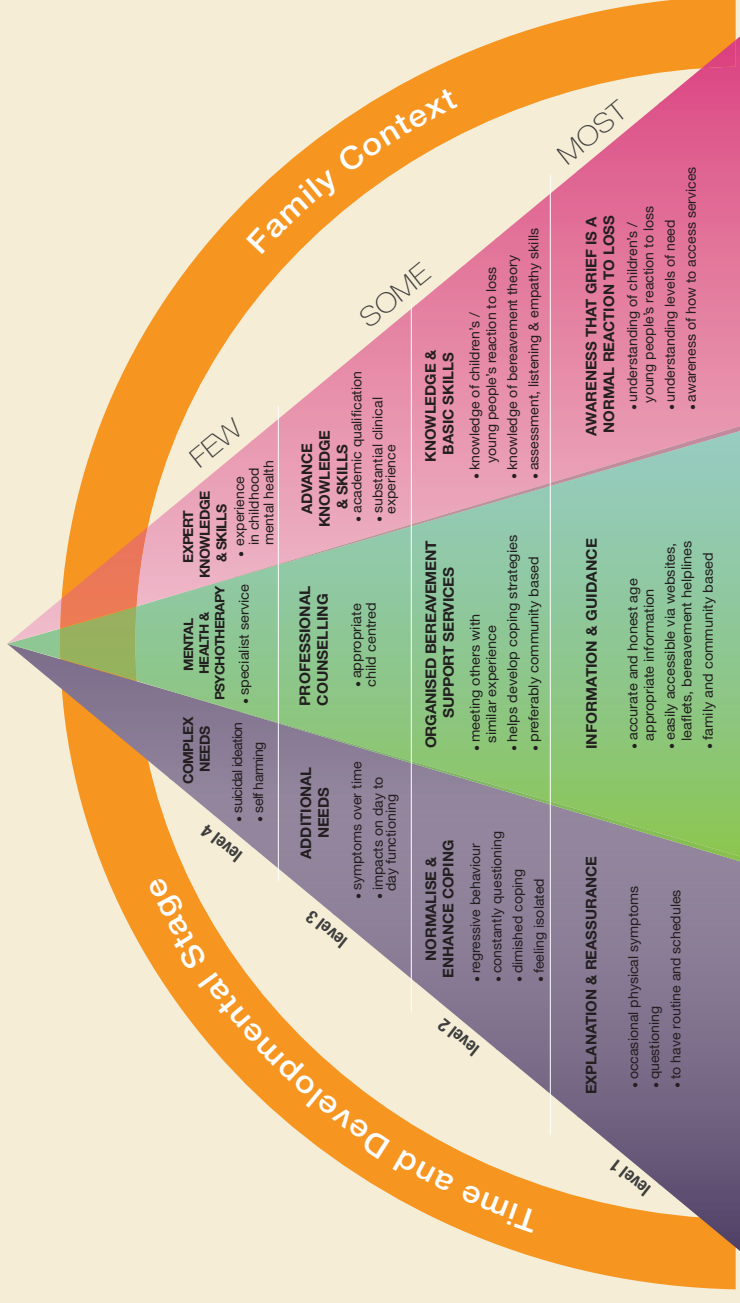 Time and Developmental Stage
Family Context
FEW
SOME
MOST
level 4
COMPLEX
NEEDS
• suicidal ideation
• self harming
MENTAL
HEALTH &
PSYCHOTHERAPY
• specialist service
EXPERT
KNOWLEDGE
& SKILLS
• experience
in childhood
mental health
level 3
ADDITIONAL
NEEDS
• symptoms over time
• impacts on day to
day functioning
PROFESSIONAL
COUNSELLING
• appropriate
child centred
ADVANCE
KNOWLEDGE
& SKILLS
• academic qualification
• substantial clinical
experience
level 2
NORMALISE &
ENHANCE COPING
• regressive behaviour
• constantly questioning
• dimished coping
• feeling isolated
ORGANISED BEREAVEMENT
SUPPORT SERVICES
• meeting others with
similar experience
• helps develop coping strategies
• preferably community based
KNOWLEDGE &
BASIC SKILLS
• knowledge of children's /
young people's reaction to loss
• knowledge of bereavement theory
• assessment, listening & empathy skills
level 1
EXPLANATION & REASSURANCE
• occasional physical symptoms
• questioning
• to have routine and schedules
INFORMATION & GUIDANCE
• accurate and honest age
appropriate information
• easily accessible via websites,
leaflets, bereavement helplines
• family and community based
AWARENESS THAT GRIEF IS A
NORMAL REACTION TO LOSS
• understanding of children's /
young people's reaction to loss
• understanding levels of need
• awareness of how to access services